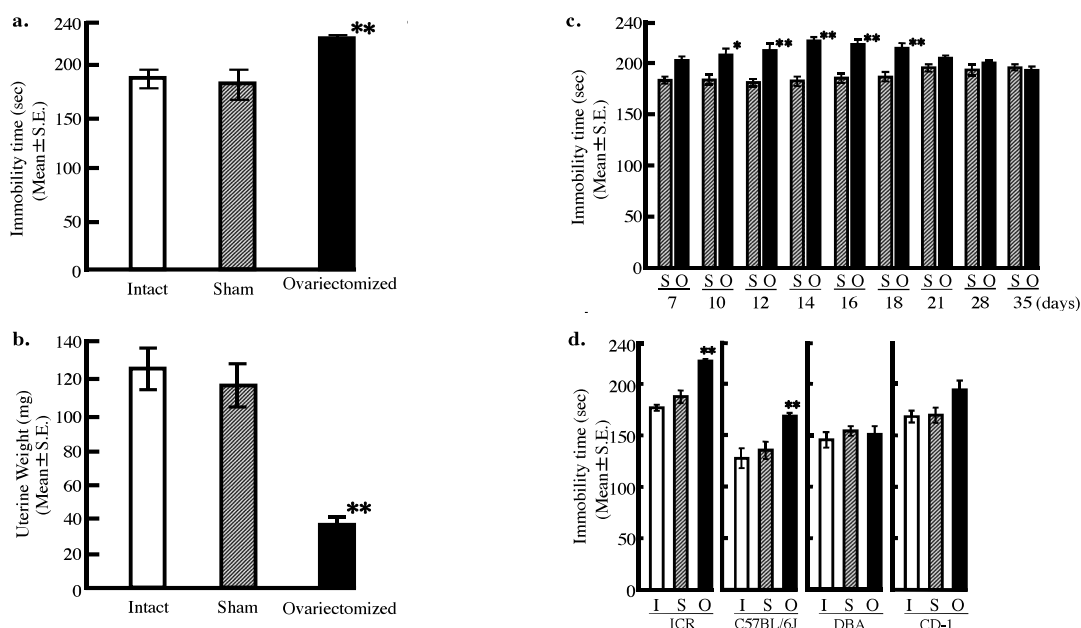 a.
Immobility time (sec)
(Mean±S.E.)
240
200
150
100
50
0
**
Intact
Sham
Ovariectomized
b.
Uterine Weight (mg)
(Mean±S.E.)
140
120
100
80
60
40
20
0
**
Intact
Sham
Ovariectomized
c.
Immobility time (sec)
(Mean±S.E.)
240
200
150
100
50
0
* ** ** ** **
S O S O S O S O S O S O S O S O S O
7 10 12 14 16 18 21 28 35 (days)
d.
Immobility time (sec)
(Mean±S.E.)
240
200
150
100
50
0
**
**
I S O I S O I S O I S O
ICR C57BL/6J DBA CD-1